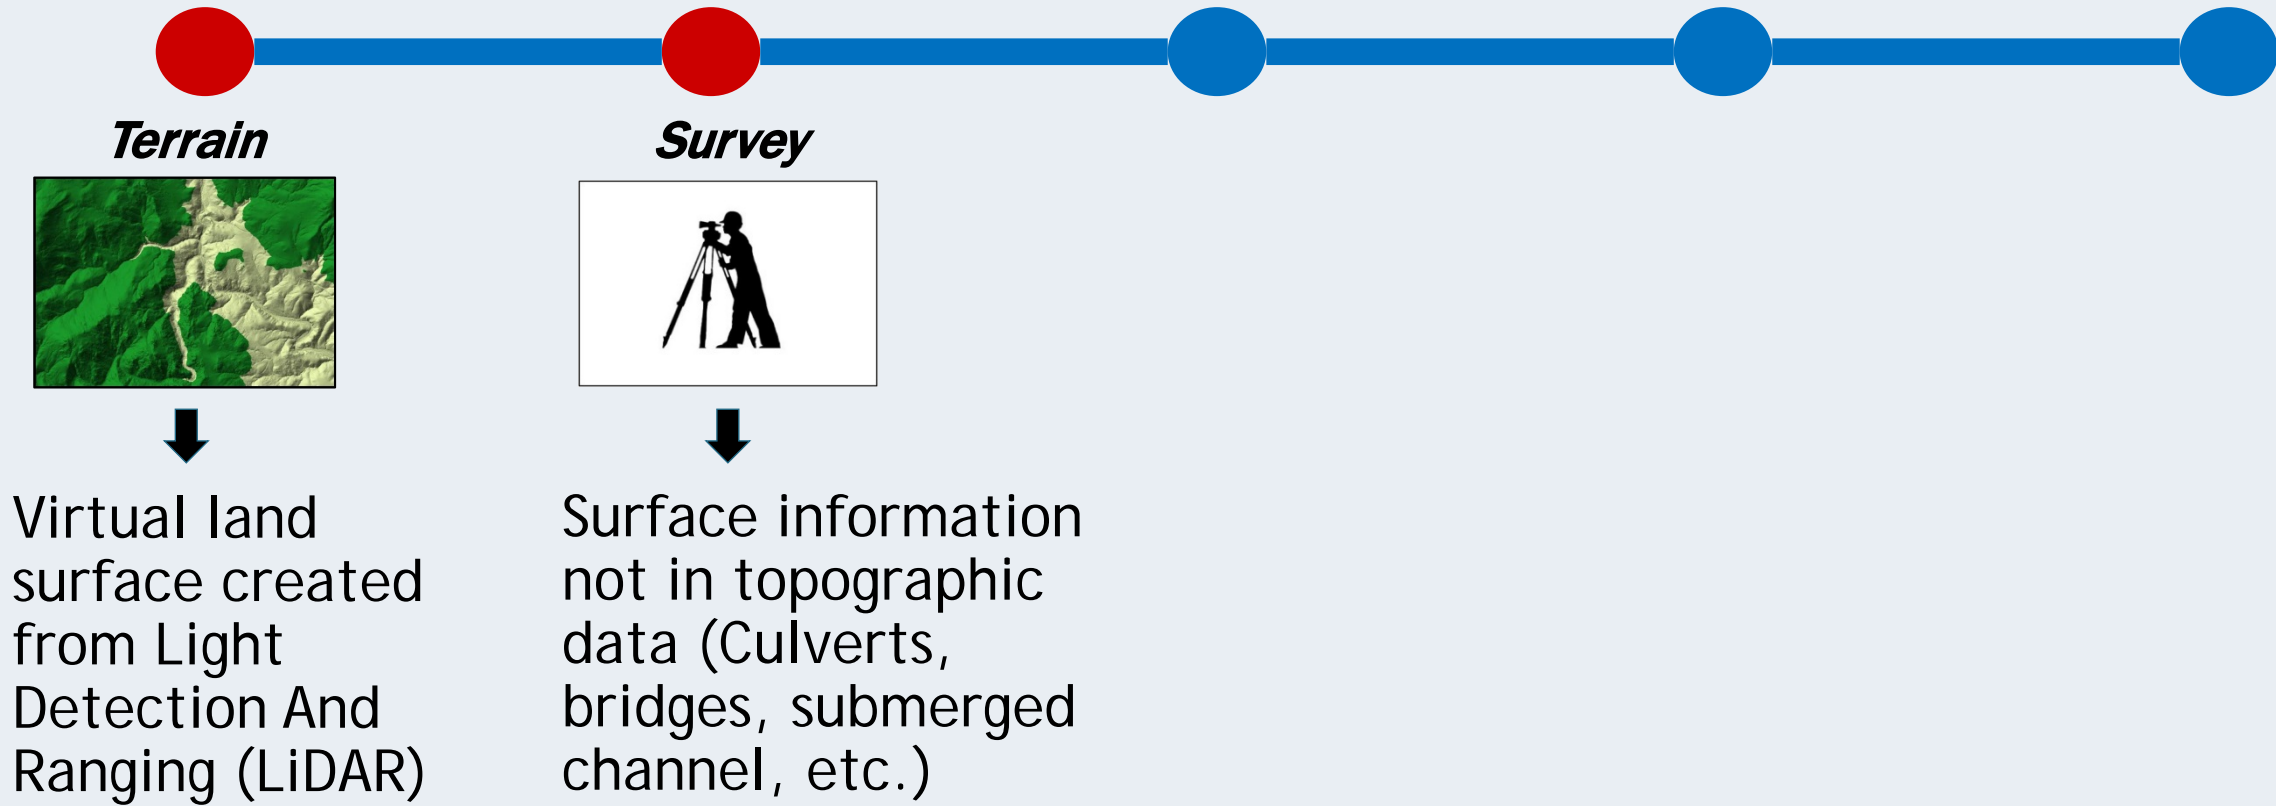 Terrain
Survey
Virtual land
surface created
from Light
Detection And
Ranging (LiDAR)
Surface information
not in topographic
data (Culverts,
bridges, submerged
channel, etc.)